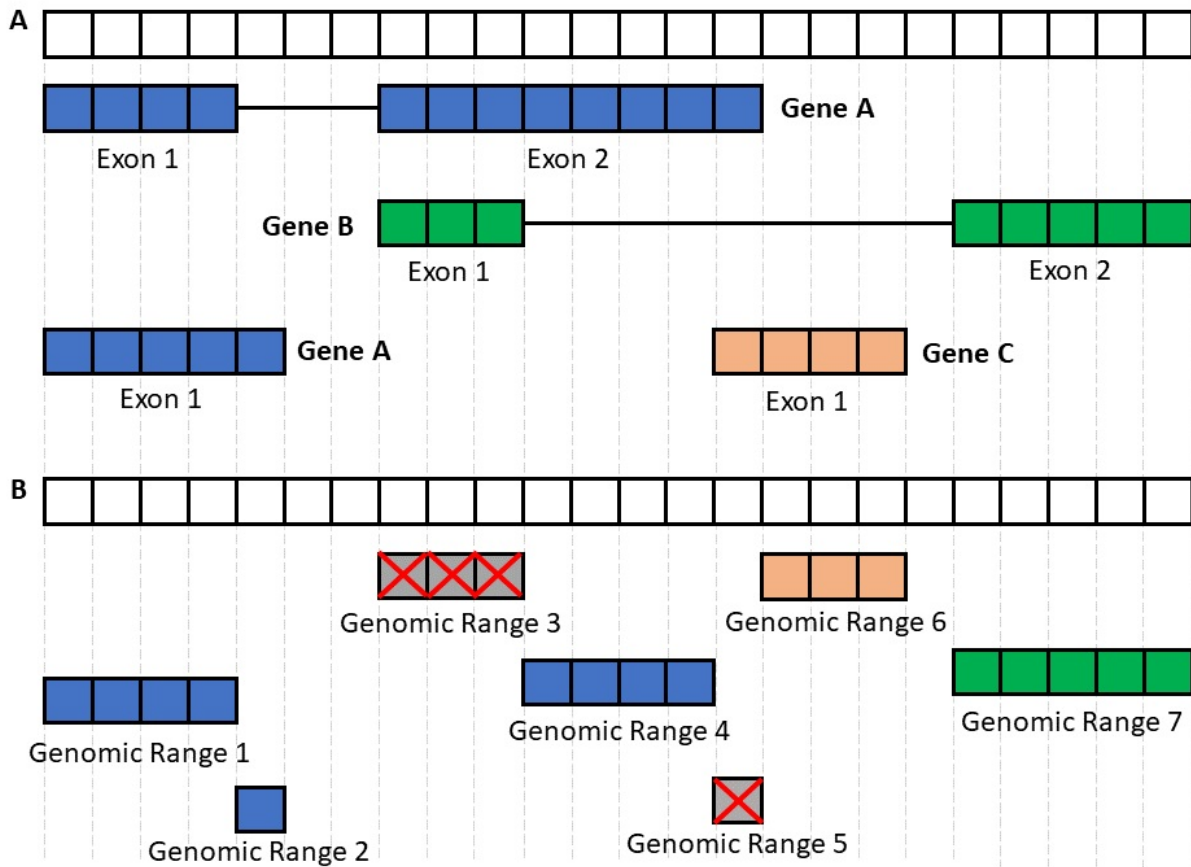 A
Gene A
Exon 1
Exon 2
Gene B
Exon 1
Exon 2
Gene A
Gene C
Exon 1
Exon 1
B
Genomic Range 3
Genomic Range 6
Genomic Range 4
Genomic Range 7
Genomic Range 1
Genomic Range 5
Genomic Range 2